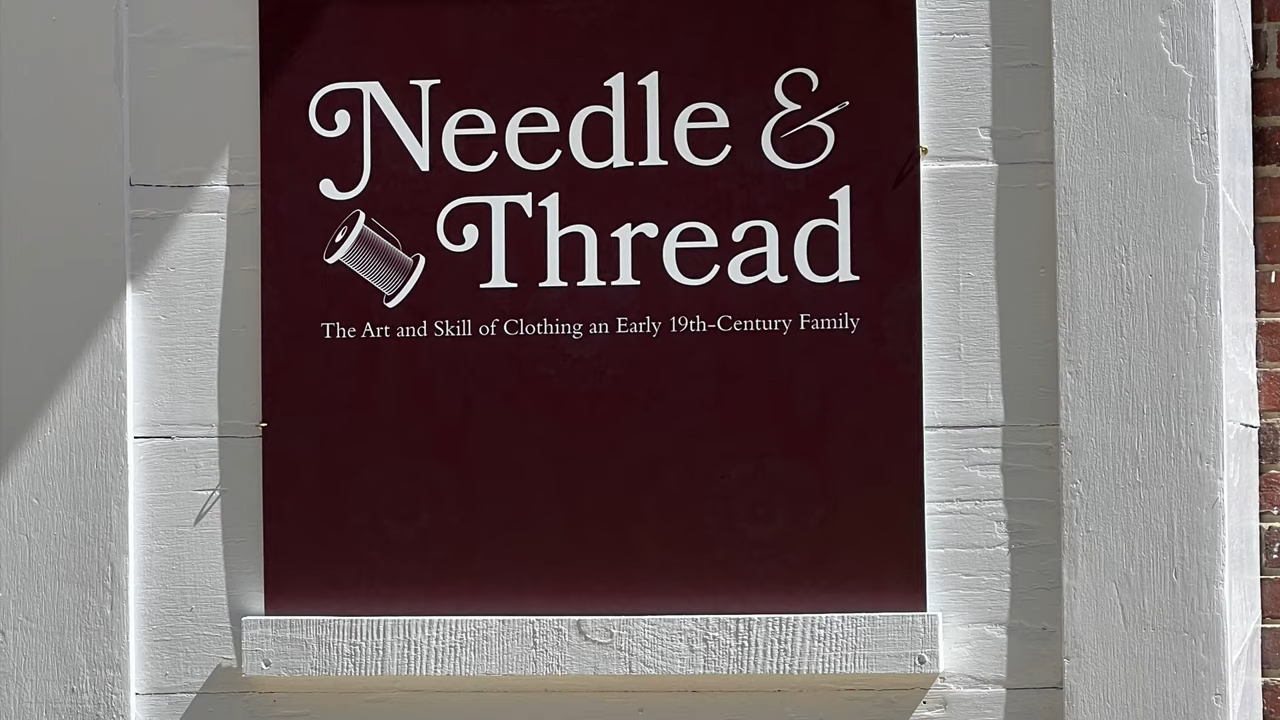 Needle &
Thread
The Art and Skill of Clothing an Early 19th-Century Family